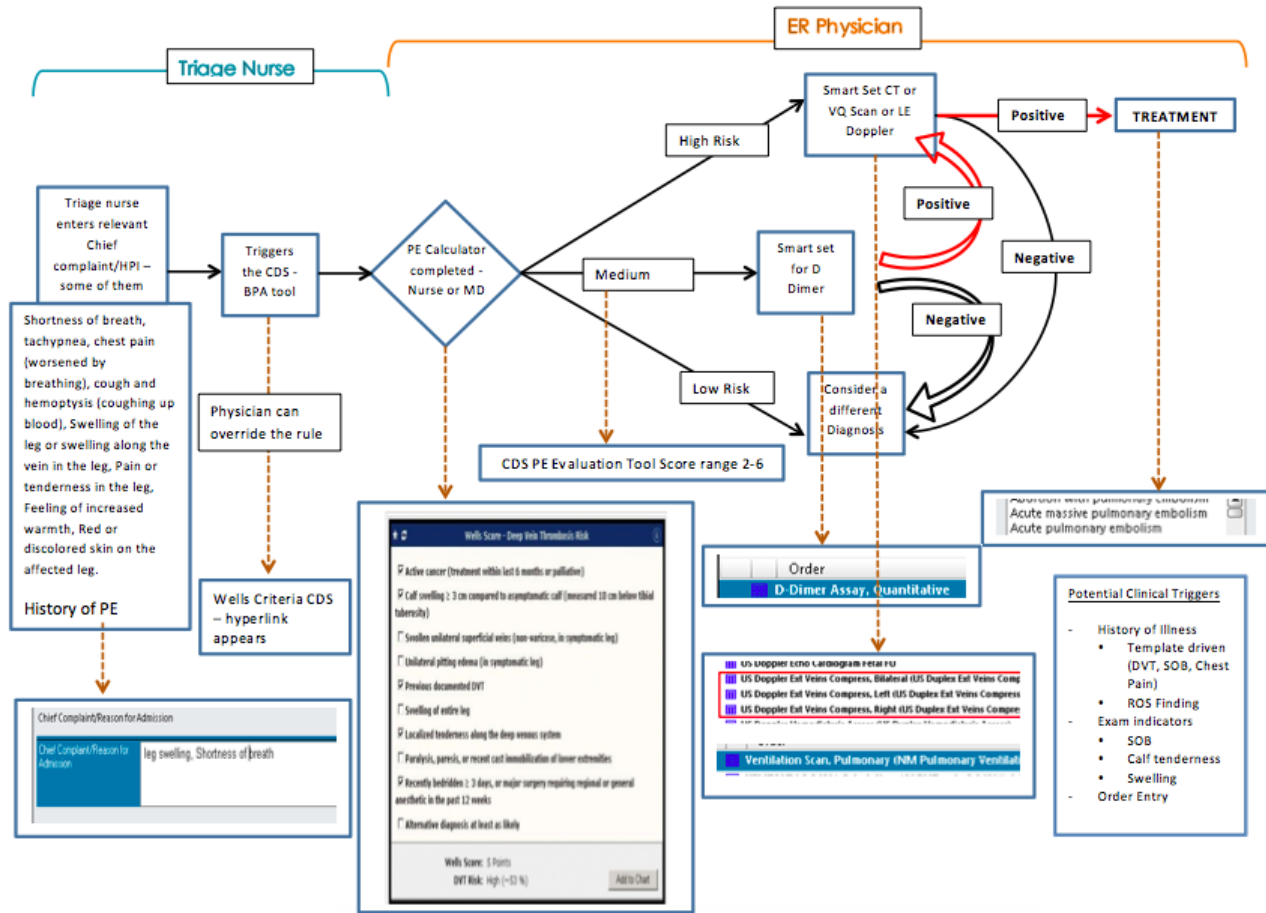 ER Physician
Triage Nurse
Triage nurse
enters relevant
Chief
complaint/HPI –
some of them
Shortness of breath,
tachypnea, chest pain
(worsened by
breathing), cough and
hemoptysis (coughing up
blood), Swelling of the
leg or swelling along the
vein in the leg, Pain or
tenderness in the leg,
Feeling of increased
warmth, Red or
discolored skin on the
affected leg.
History of PE
Triggers
the CDS -
BPA tool
Physician can
override the rule
Wells Criteria CDS
– hyperlink
appears
PE Calculator
completed -
Nurse or MD
High Risk
Medium
Low Risk
Smart Set CT or
VQ Scan or LE
Doppler
Smart set
for D
Dimer
Consider a
different
Diagnosis
Positive
TREATMENT
Positive
Negative
Negative
CDS PE Evaluation Tool Score range 2-6
Chief Complaint/Reason for Admission
Chief Complaint/Reason for
Admission
leg swelling, Shortness of breath
Wells Score - Deep Vein Thrombosis Risk
Active cancer (treatment within last 6 months or palliative)
Calf swelling ≥ 3 cm compared to asymptomatic calf (measured 10 cm below tibial
tuberosity)
Swollen unilateral superficial veins (non-varicose, in symptomatic leg)
Unilateral pitting edema (in symptomatic leg)
Previous documented DVT
Swelling of entire leg
Localized tenderness along the deep venous system
Paralysis, paresis, or recent cast immobilization of lower extremities
Recently bedridden ≥ 3 days, or major surgery requiring regional or general
anesthetic in the past 12 weeks
Alternative diagnosis at least as likely
Wells Score: 5 Points
DVT Risk: High (~53 %)
Add to Chart
Order
D-Dimer Assay, Quantitative
US Doppler Echo Cardiogram Fetal FU
US Doppler Ext Veins Compress, Bilateral (US Duplex Ext Veins Comp
US Doppler Ext Veins Compress, Left (US Duplex Ext Veins Compress
US Doppler Ext Veins Compress, Right (US Duplex Ext Veins Compres
Ventilation Scan, Pulmonary (NM Pulmonary Ventilati
Abortion with pulmonary embolism
Acute massive pulmonary embolism
Acute pulmonary embolism
Potential Clinical Triggers
- History of Illness
▪ Template driven
(DVT, SOB, Chest
Pain)
▪ ROS Finding
- Exam indicators
▪ SOB
▪ Calf tenderness
▪ Swelling
- Order Entry